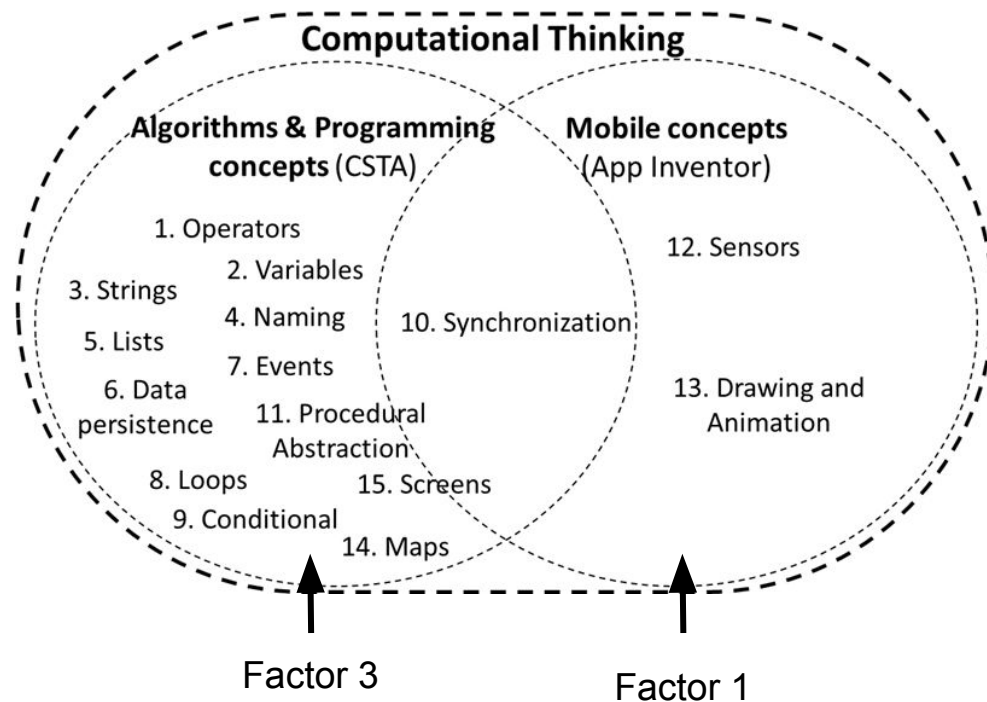 Computational Thinking
Algorithms & Programming
concepts (CSTA)
Mobile concepts
(App Inventor)
1. Operators
2. Variables
3. Strings
4. Naming
5. Lists
7. Events
6. Data
persistence
11. Procedural
Abstraction
8. Loops
15. Screens
9. Conditional
14. Maps
10. Synchronization
12. Sensors
13. Drawing and
Animation
Factor 3
Factor 1